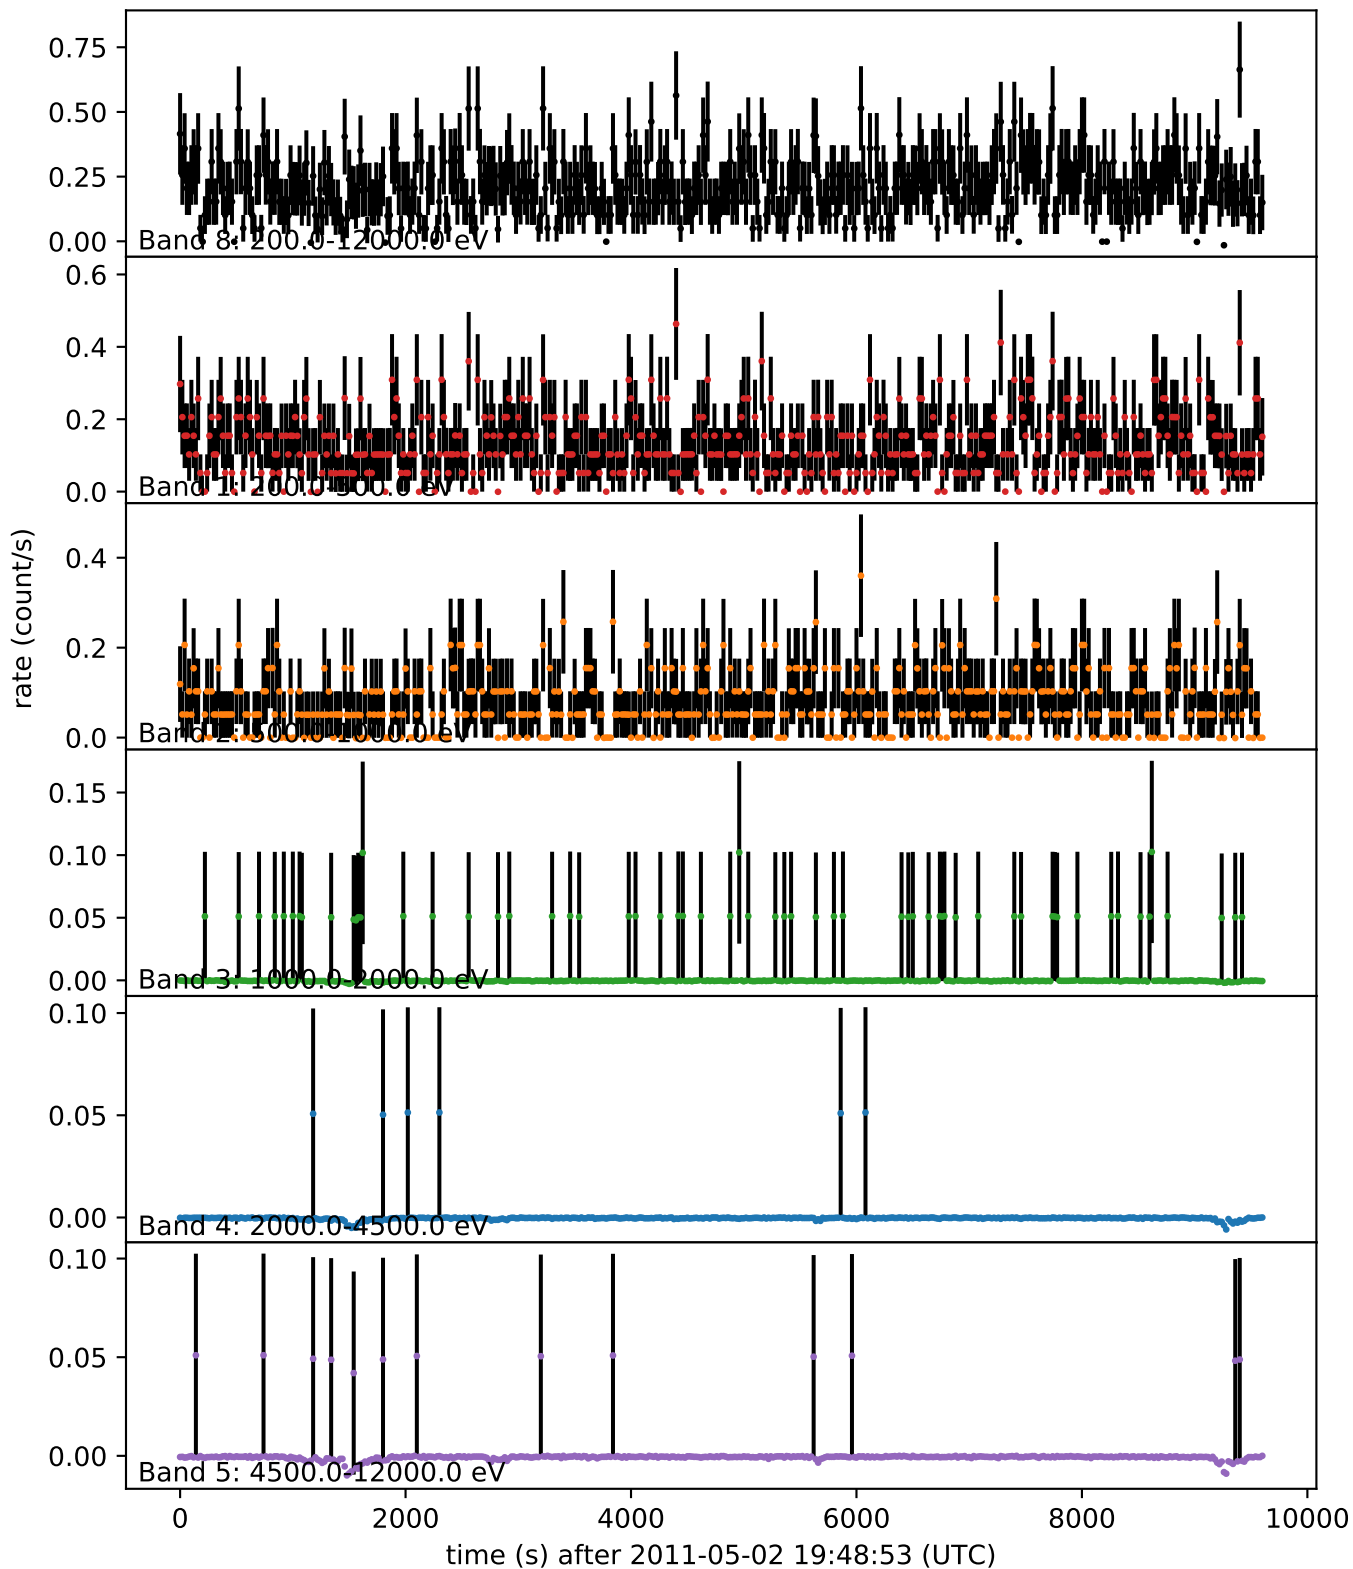 0.75
0.50
0.25
0.00
Band 8: 200.0-12000.0 eV
0.6
0.4
0.2
0.0
Band 1: 200.0-500.0 eV
rate (count/s)
0.4
0.2
0.0
Band 2: 500.0-1000.0 eV
0.15
0.10
0.05
0.00
Band 3: 1000.0-2000.0 eV
0.10
0.05
0.00
Band 4: 2000.0-4500.0 eV
0.10
0.05
0.00
Band 5: 4500.0-12000.0 eV
0 2000 4000 6000 8000 10000
time (s) after 2011-05-02 19:48:53 (UTC)